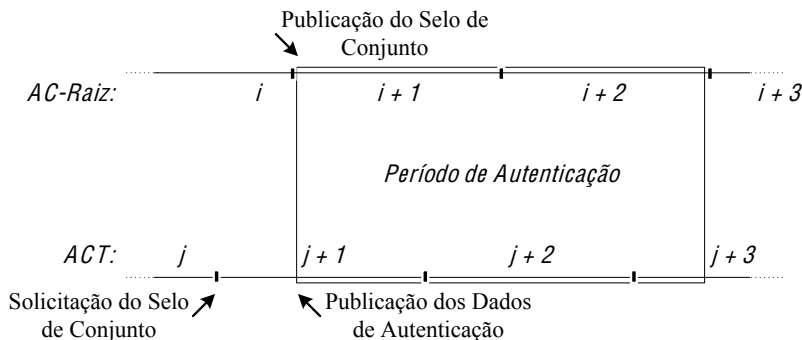 Publicação do Selo de
Conjunto
AC-Raiz: i i + 1 i + 2 i + 3
Período de Autenticação
ACT: j j + 1 j + 2 j + 3
Solicitação do Selo
de Conjunto
Publicação dos Dados
de Autenticação